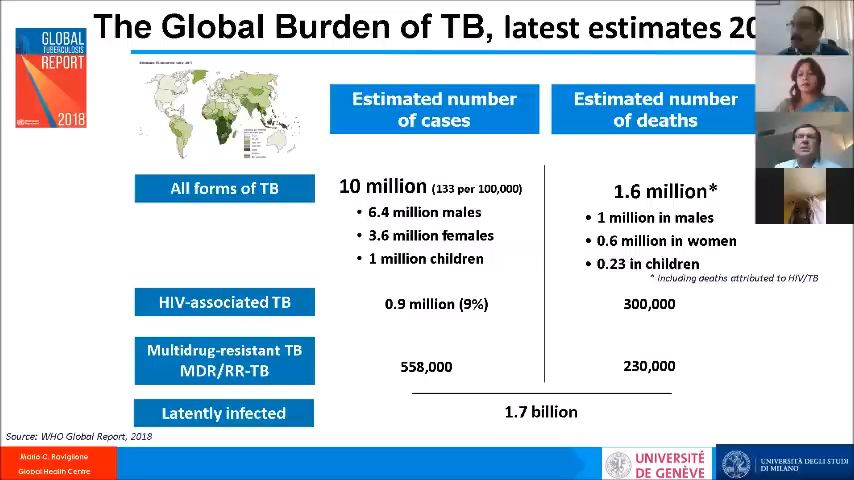 The Global Burden of TB, latest estimates 20
GLOBAL
TUBERCULOSIS
REPORT
2018
Estimated number
of cases
Estimated number
of deaths
All forms of TB
10 million (133 per 100,000)
• 6.4 million males
• 3.6 million females
• 1 million children
1.6 million*
• 1 million in males
• 0.6 million in women
• 0.23 in children
* Including deaths attributed to HIV/TB
HIV-associated TB
0.9 million (9%)
300,000
Multidrug-resistant TB
MDR/RR-TB
558,000
230,000
Latently infected
1.7 billion
Source: WHO Global Report, 2018
Mario C. Raviglione
Global Health Centre
UNIVERSITÉ
DE GENÈVE
UNIVERSITÀ DEGLI STUDI
DI MILANO